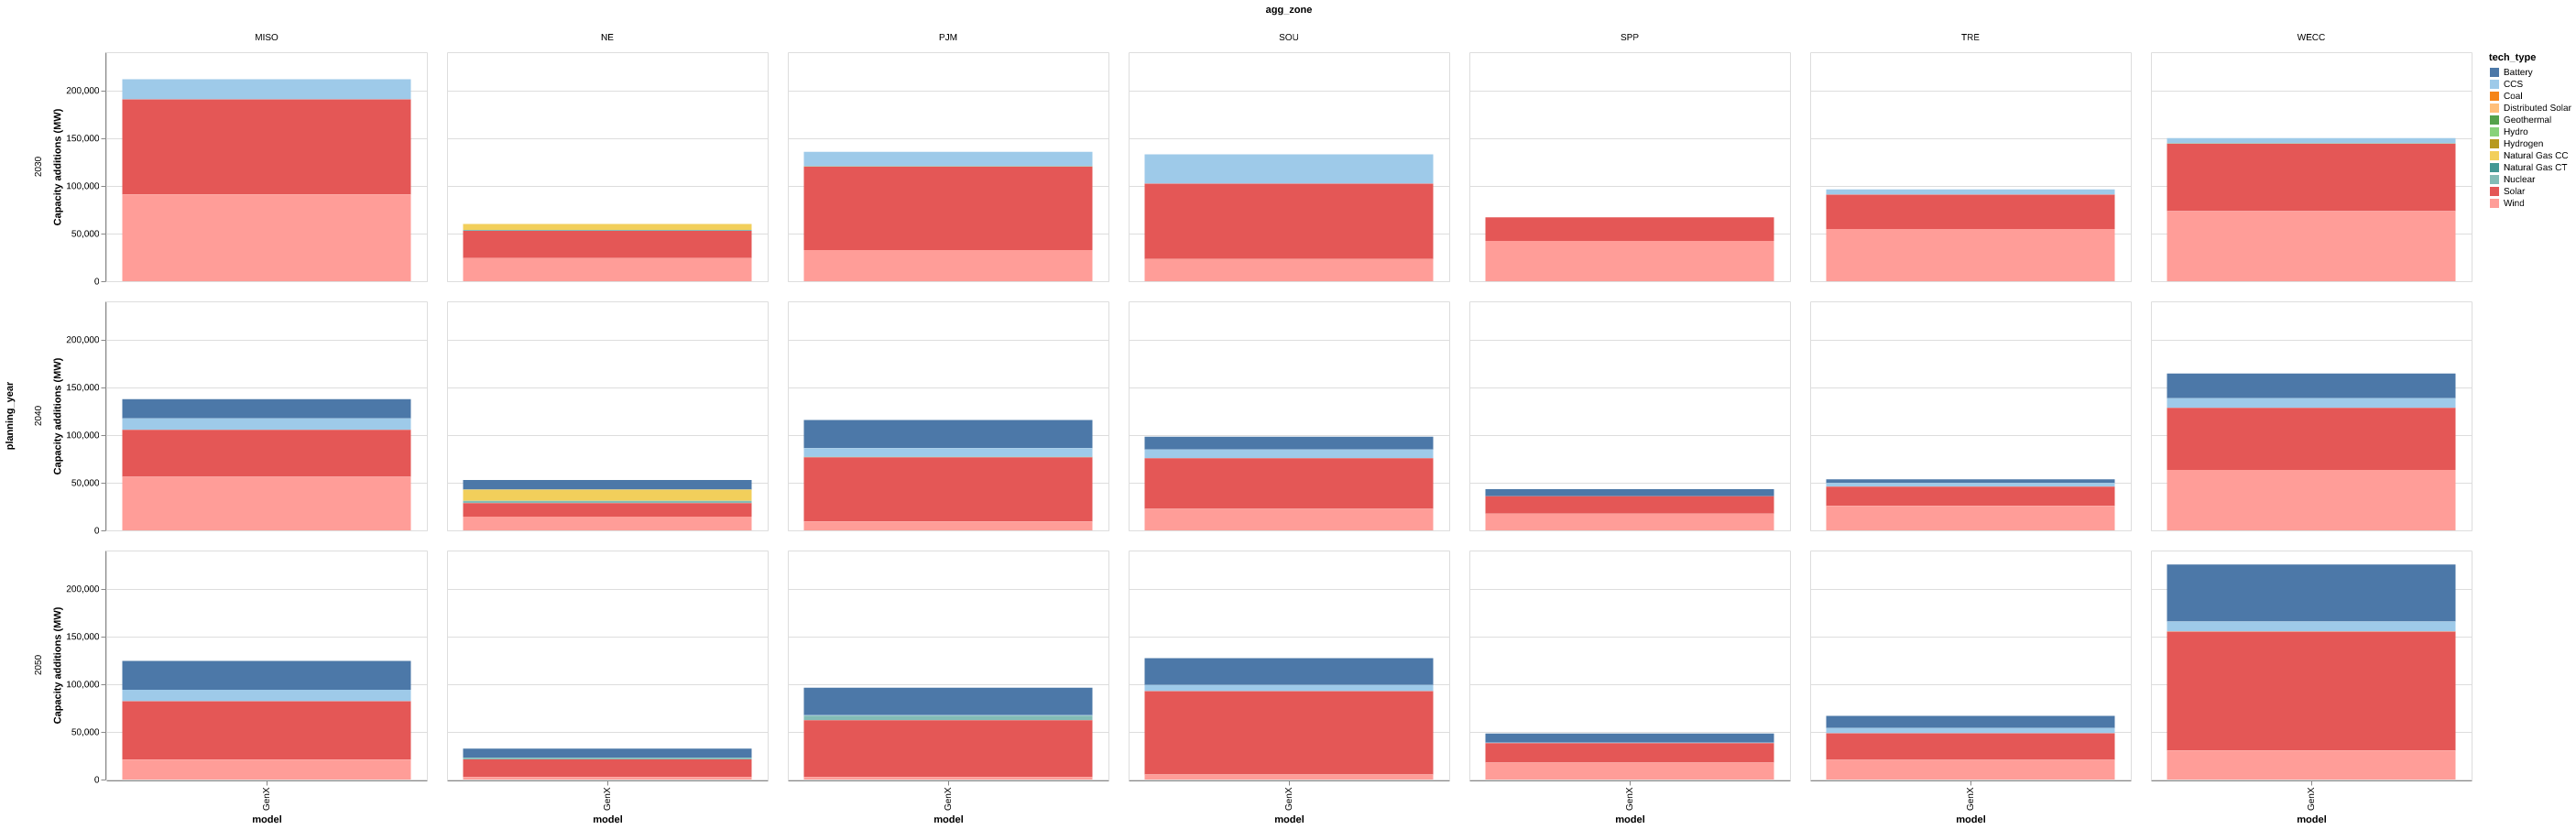 agg_zone
MISO
NE
PJM
SOU
SPP
TRE
WECC
planning_year
2030
Capacity additions (MW)
200,000
150,000
100,000
50,000
0
2040
Capacity additions (MW)
200,000
150,000
100,000
50,000
0
2050
Capacity additions (MW)
200,000
150,000
100,000
50,000
0
GenX
GenX
GenX
GenX
GenX
GenX
GenX
model
model
model
model
model
model
model
tech_type
Battery
CCS
Coal
Distributed Solar
Geothermal
Hydro
Hydrogen
Natural Gas CC
Natural Gas CT
Nuclear
Solar
Wind